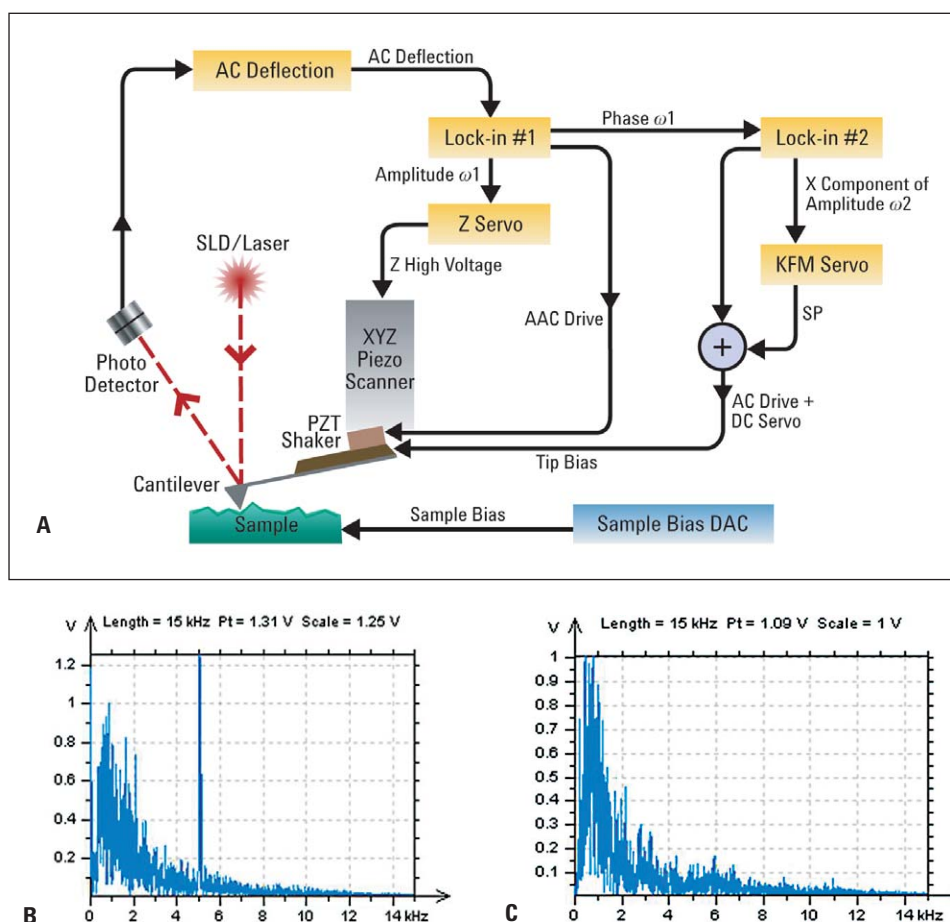 AC Deflection
AC Deflection
Lock-in #1
Phase ω1
Lock-in #2
Amplitude ω1
X Component of
Amplitude ω2
Z Servo
KFM Servo
SLD/Laser
Z High Voltage
SP
AAC Drive
XYZ
Piezo
Scanner
+
Photo
Detector
AC Drive +
DC Servo
PZT
Shaker
Tip Bias
Cantilever
A
Sample
Sample Bias
Sample Bias DAC
V Length = 15 kHz Pt = 1.31 V Scale = 1.25 V
1.2
1
0.8
0.6
0.4
0.2
0 2 4 6 8 10 12 14 kHz
B
V Length = 15 kHz Pt = 1.09 V Scale = 1 V
1
0.9
0.8
0.7
0.6
0.5
0.4
0.3
0.2
0.1
0 2 4 6 8 10 12 14 kHz
C